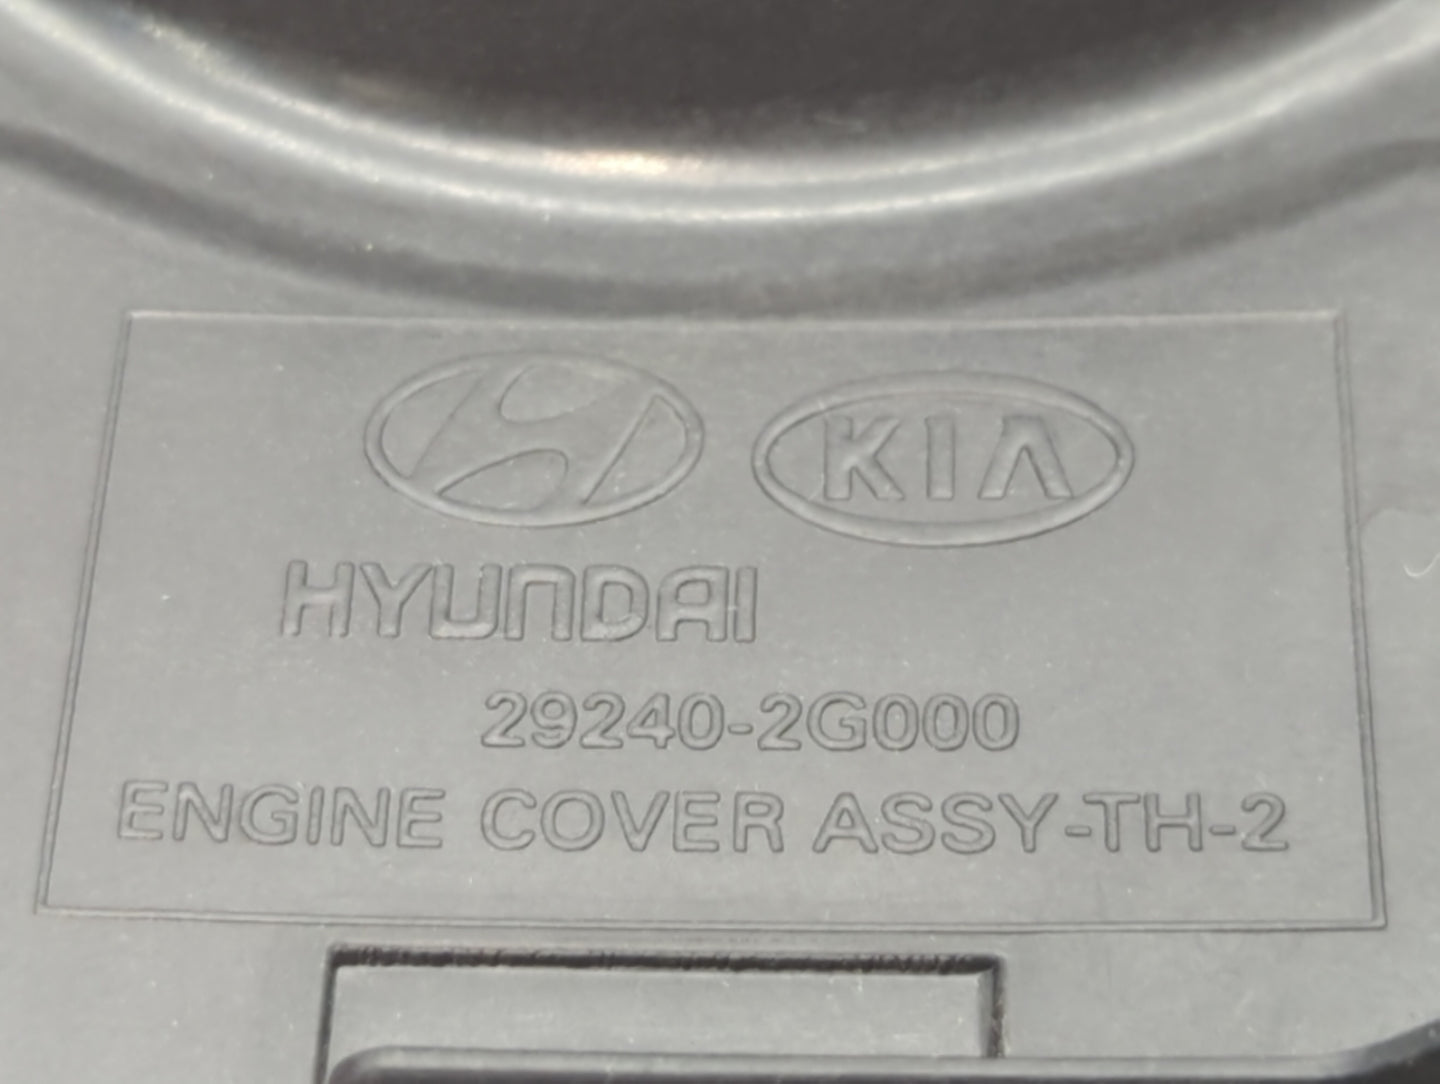 KIA
HYUNDAI
29240-2G000
ENGINE COVER ASSY-TH-2